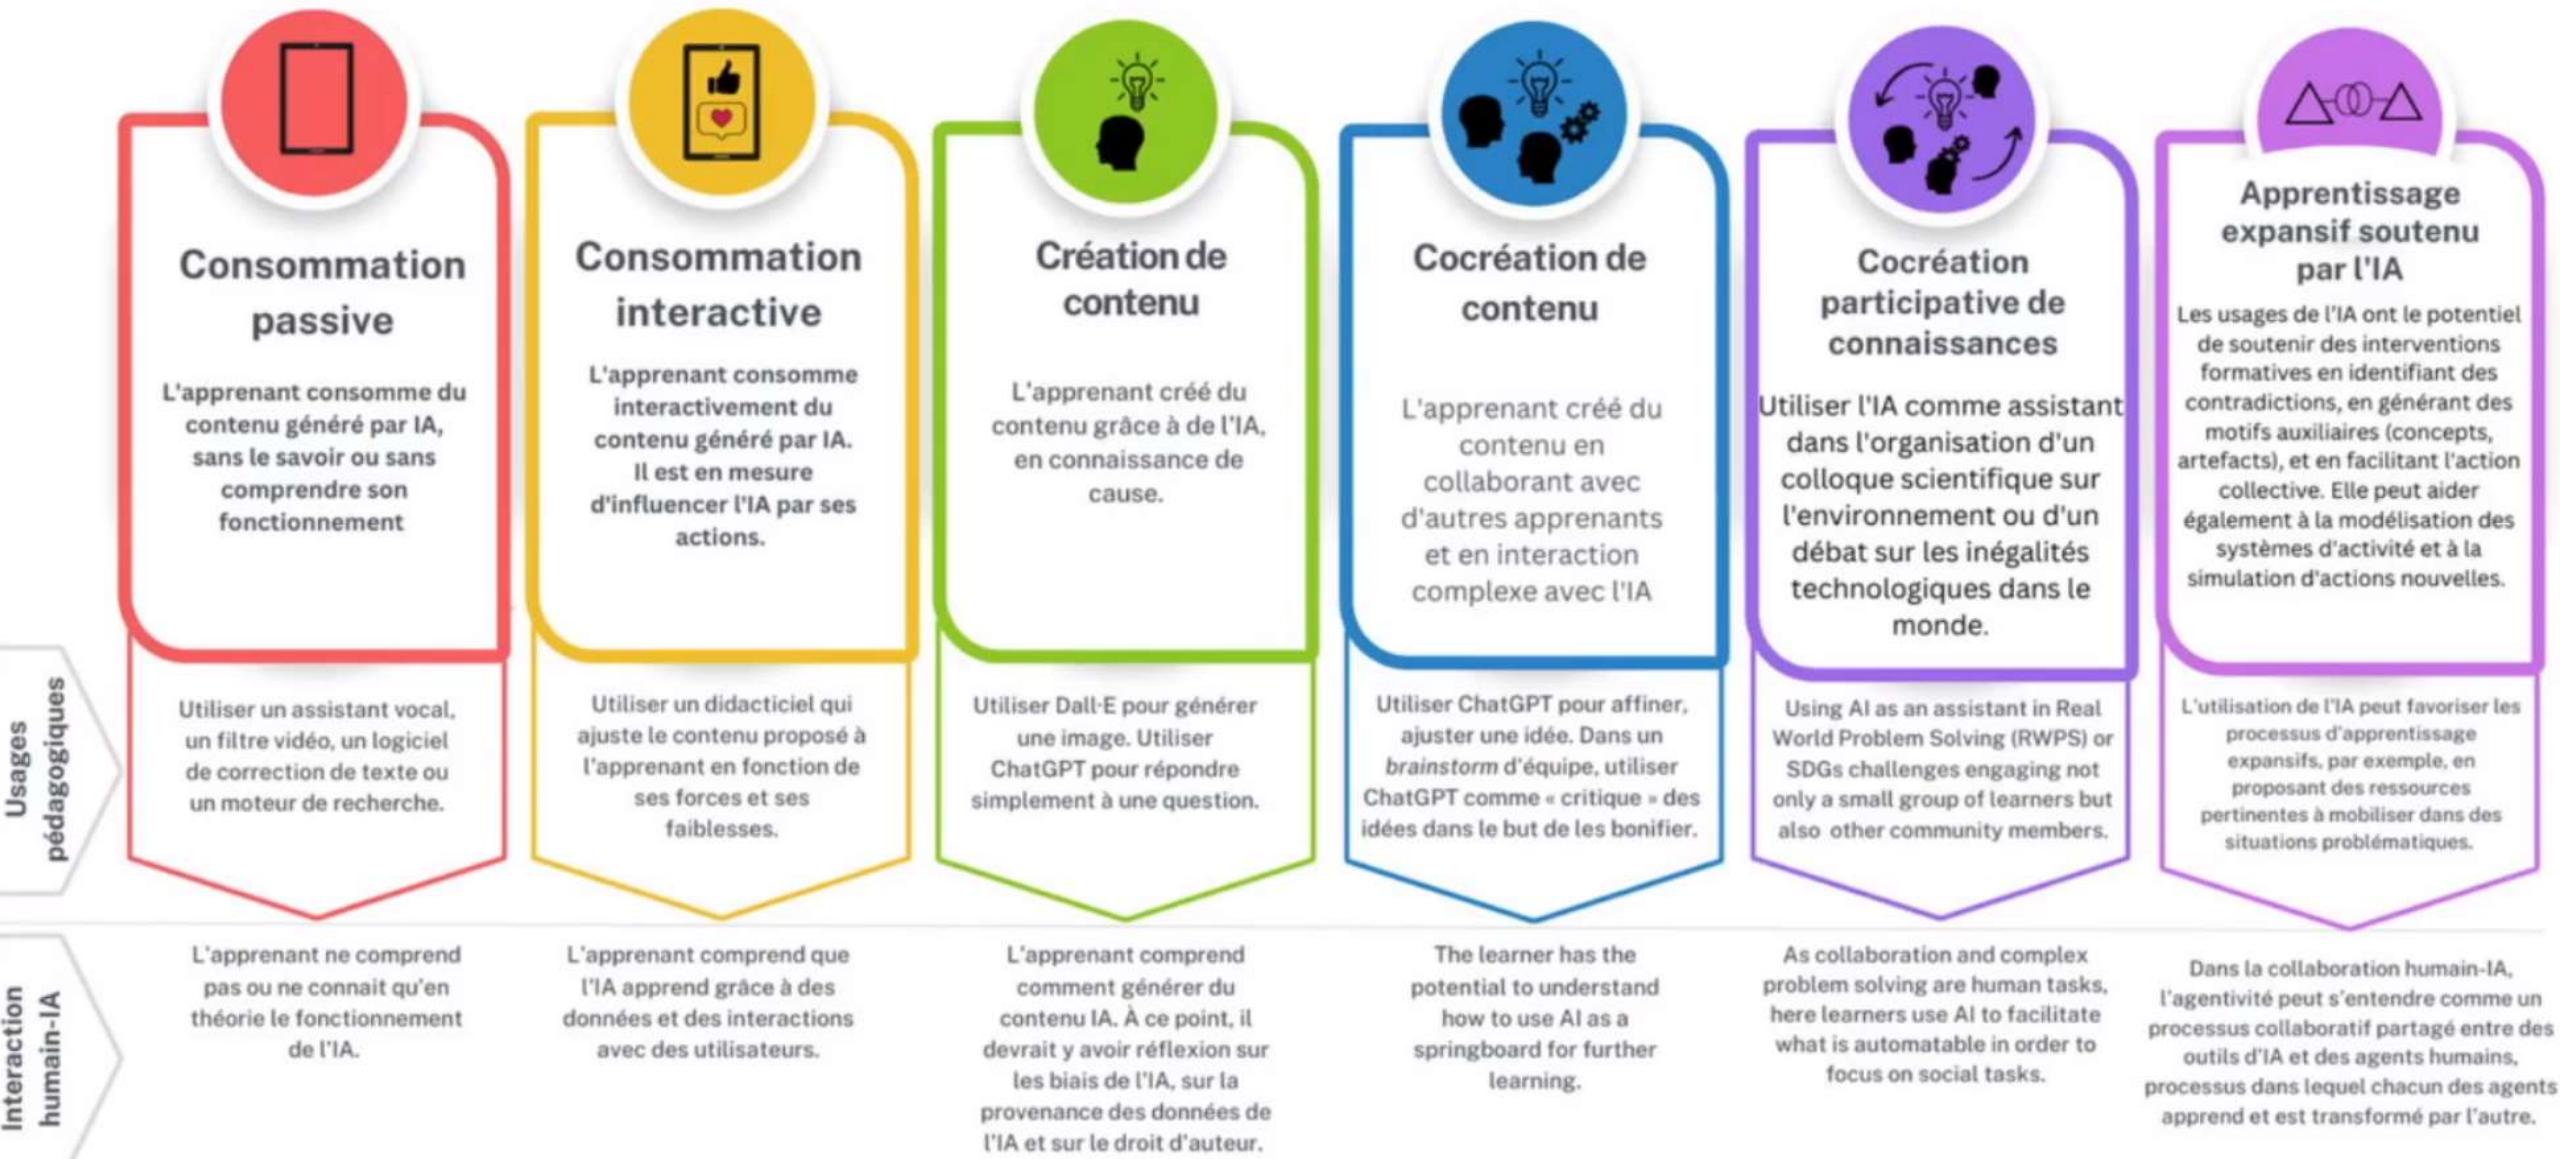 Consommation
passive
L'apprenant consomme du
contenu généré par IA,
sans le savoir ou sans
comprendre son
fonctionnement
Consommation
interactive
L'apprenant consomme
interactivement du
contenu généré par IA.
Il est en mesure
d'influencer l'IA par ses
actions.
Création de
contenu
L'apprenant créé du
contenu grâce à de l'IA,
en connaissance de
cause.
Cocréation de
contenu
L'apprenant créé du
contenu en
collaborant avec
d'autres apprenants
et en interaction
complexe avec l'IA
Cocréation
participative de
connaissances
Utiliser l'IA comme assistant
dans l'organisation d'un
colloque scientifique sur
l'environnement ou d'un
débat sur les inégalités
technologiques dans le
monde.
Apprentissage
expansif soutenu
par l'IA
Les usages de l'IA ont le potentiel
de soutenir des interventions
formatives en identifiant des
contradictions, en générant des
motifs auxiliaires (concepts,
artefacts), et en facilitant l'action
collective. Elle peut aider
également à la modélisation des
systèmes d'activité et à la
simulation d'actions nouvelles.
Usages
pédagogiques
Utiliser un assistant vocal,
un filtre vidéo, un logiciel
de correction de texte ou
un moteur de recherche.
Utiliser un didacticiel qui
ajuste le contenu proposé à
l'apprenant en fonction de
ses forces et ses
faiblesses.
Utiliser Dall·E pour générer
une image. Utiliser
ChatGPT pour répondre
simplement à une question.
Utiliser ChatGPT pour affiner,
ajuster une idée. Dans un
brainstorm d'équipe, utiliser
ChatGPT comme « critique » des
idées dans le but de les bonifier.
Using AI as an assistant in Real
World Problem Solving (RWPS) or
SDGs challenges engaging not
only a small group of learners but
also other community members.
L'utilisation de l'IA peut favoriser les
processus d'apprentissage
expansifs, par exemple, en
proposant des ressources
pertinentes à mobiliser dans des
situations problématiques.
Interaction
humain-IA
L'apprenant ne comprend
pas ou ne connait qu'en
théorie le fonctionnement
de l'IA.
L'apprenant comprend que
l'IA apprend grâce à des
données et des interactions
avec des utilisateurs.
L'apprenant comprend
comment générer du
contenu IA. À ce point, il
devrait y avoir réflexion sur
les biais de l'IA, sur la
provenance des données de
l'IA et sur le droit d'auteur.
The learner has the
potential to understand
how to use AI as a
springboard for further
learning.
As collaboration and complex
problem solving are human tasks,
here learners use AI to facilitate
what is automatable in order to
focus on social tasks.
Dans la collaboration humain-IA,
l'agentivité peut s'entendre comme un
processus collaboratif partagé entre des
outils d'IA et des agents humains,
processus dans lequel chacun des agents
apprend et est transformé par l'autre.